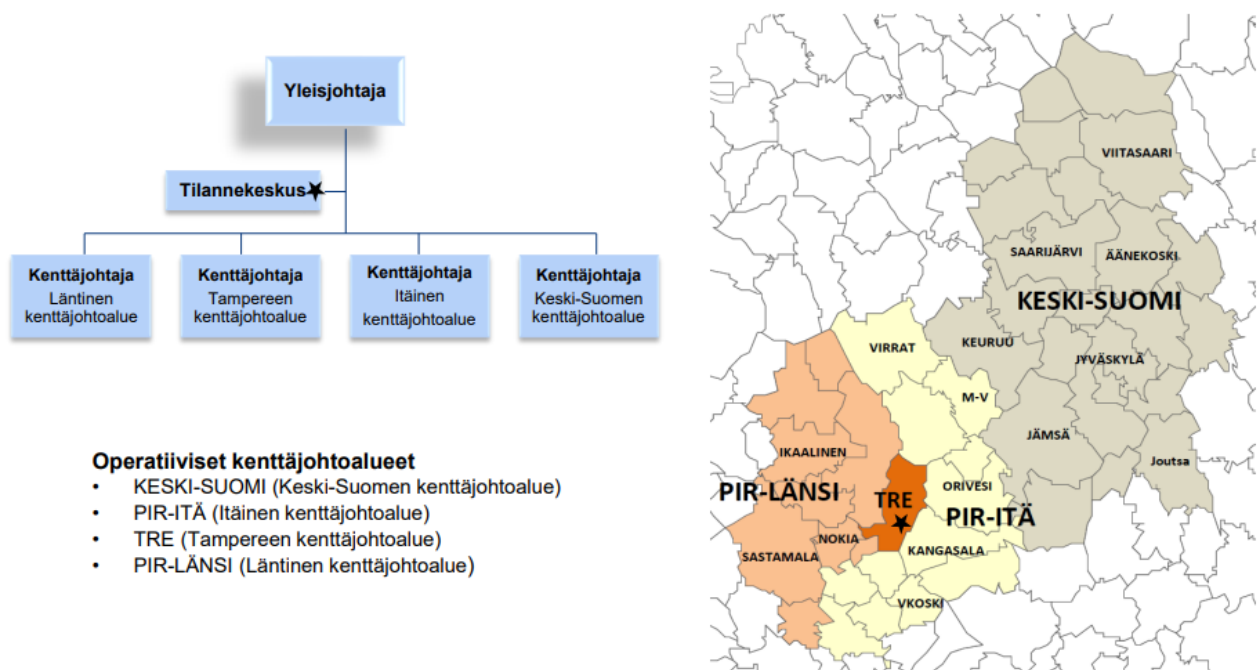 Yleisjohtaja
Tilannekeskus
Kenttäjohtaja
Läntinen
kenttäjohtoalue
Kenttäjohtaja
Tampereen
kenttäjohtoalue
Kenttäjohtaja
Itäinen
kenttäjohtoalue
Kenttäjohtaja
Keski-Suomen
kenttäjohtoalue
Operatiiviset kenttäjohtoalueet
• KESKI-SUOMI (Keski-Suomen kenttäjohtoalue)
• PIR-ITÄ (Itäinen kenttäjohtoalue)
• TRE (Tampereen kenttäjohtoalue)
• PIR-LÄNSI (Läntinen kenttäjohtoalue)
VIITASAARI
SAARIJÄRVI
ÄÄNEKOSKI
KESKI-SUOMI
KEURUU
VIRRAT
JYVÄSKYLÄ
M-V
JÄMSÄ
IKAALINEN
Joutsa
ORIVESI
PIR-LÄNSI
TRE
PIR-ITÄ
NOKIA
KANGASALA
SASTAMALA
VKOSKI